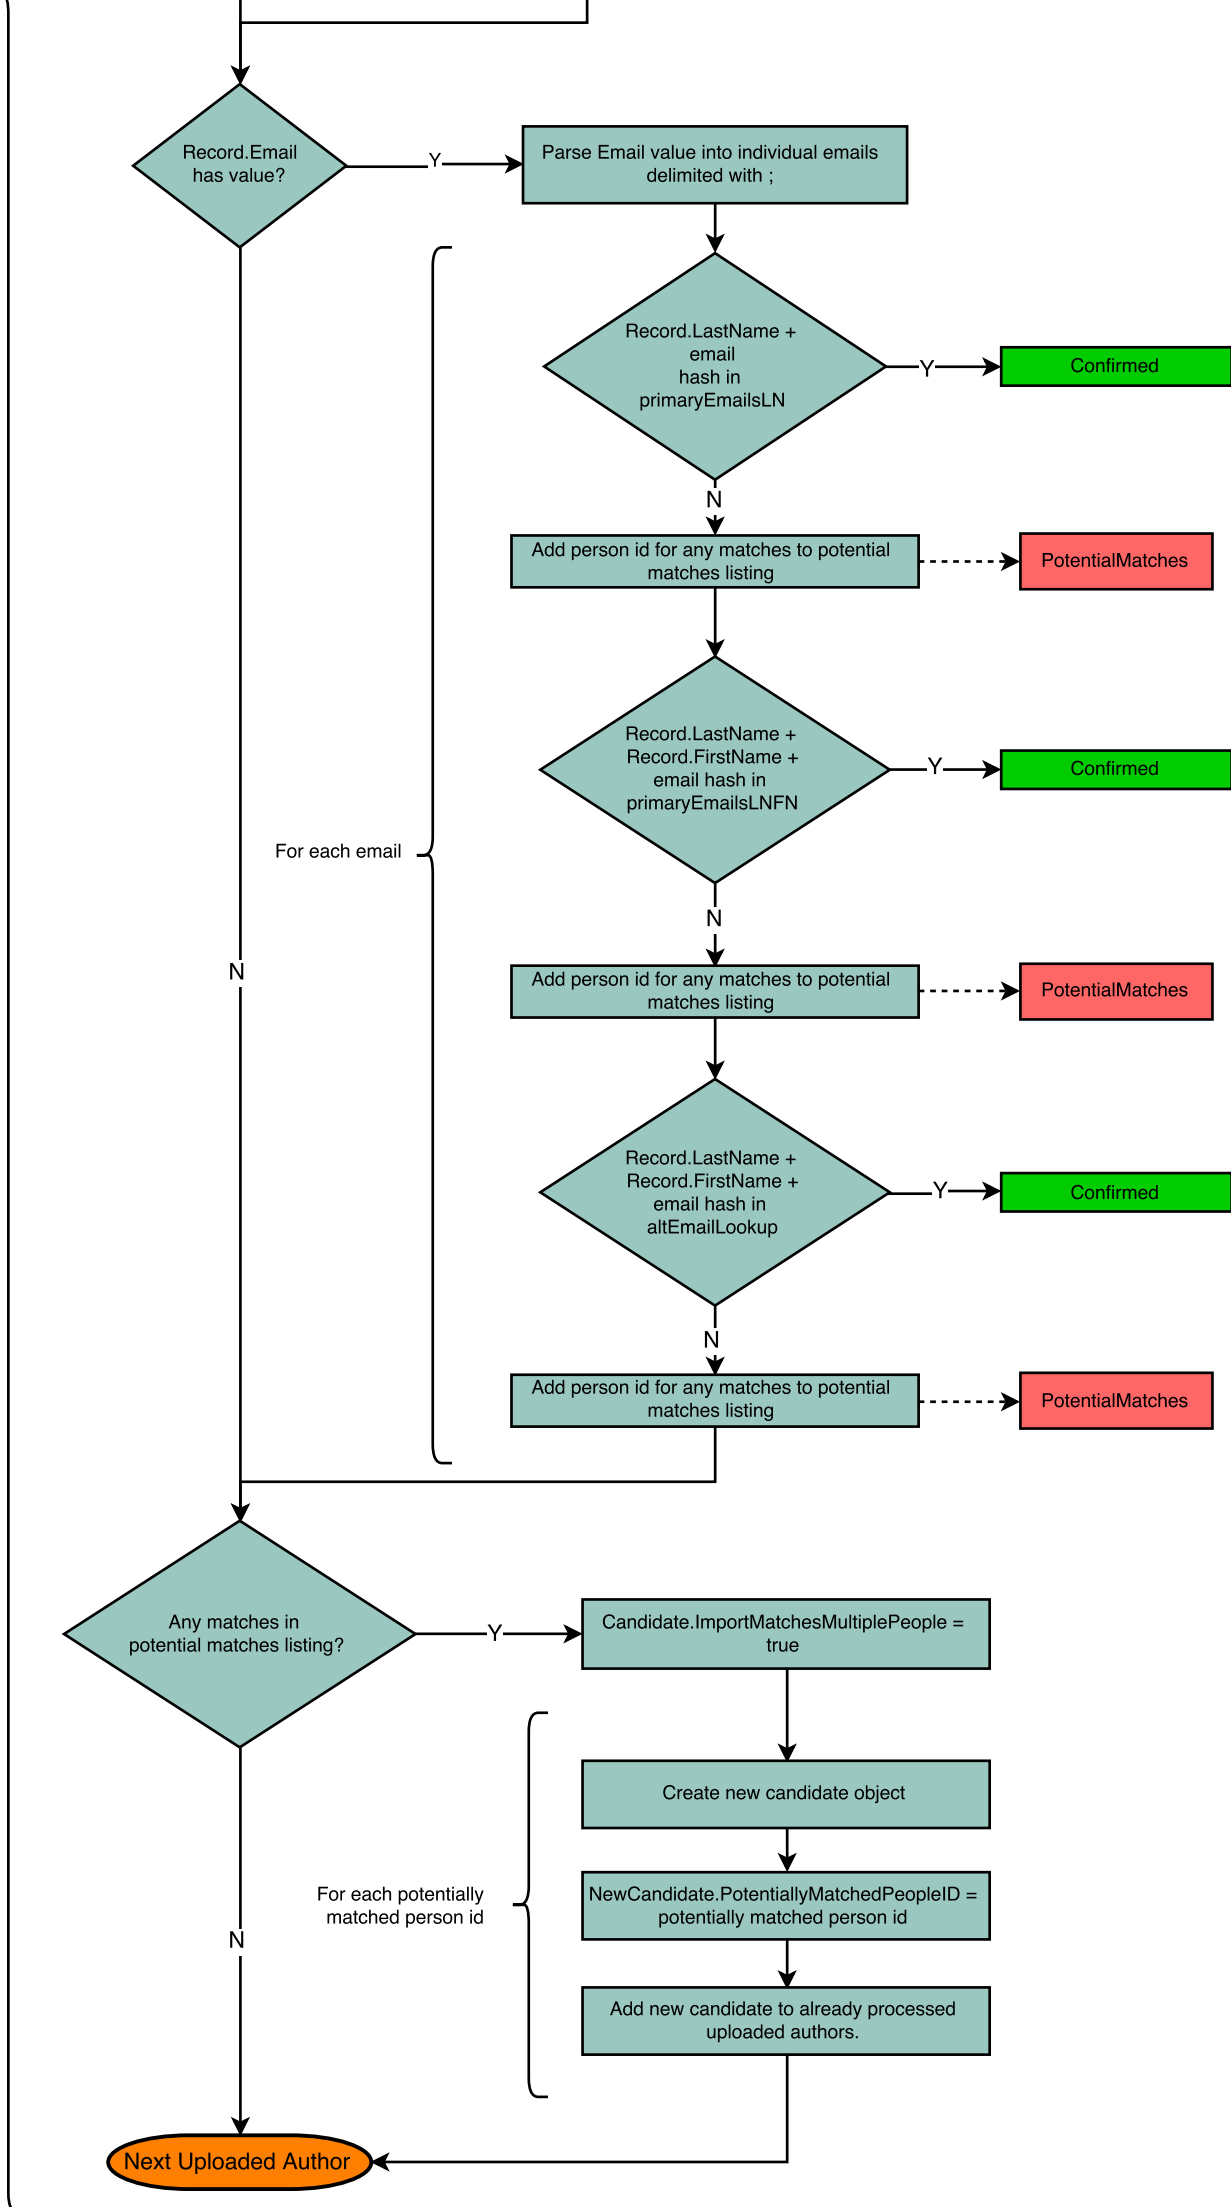 Record.Email
has value?
Y
Parse Email value into individual emails
delimited with ;
Record.LastName +
email
hash in
primaryEmailsLN
Y
Confirmed
N
Add person id for any matches to potential
matches listing
PotentialMatches
Record.LastName +
Record.FirstName +
email hash in
primaryEmailsLNFN
Y
Confirmed
For each email
N
N
Add person id for any matches to potential
matches listing
PotentialMatches
Record.LastName +
Record.FirstName +
email hash in
altEmailLookup
Y
Confirmed
N
Add person id for any matches to potential
matches listing
PotentialMatches
Any matches in
potential matches listing?
Y
Candidate.ImportMatchesMultiplePeople =
true
Create new candidate object
For each potentially
matched person id
NewCandidate.PotentiallyMatchedPeopleID =
potentially matched person id
N
Add new candidate to already processed
uploaded authors.
Next Uploaded Author